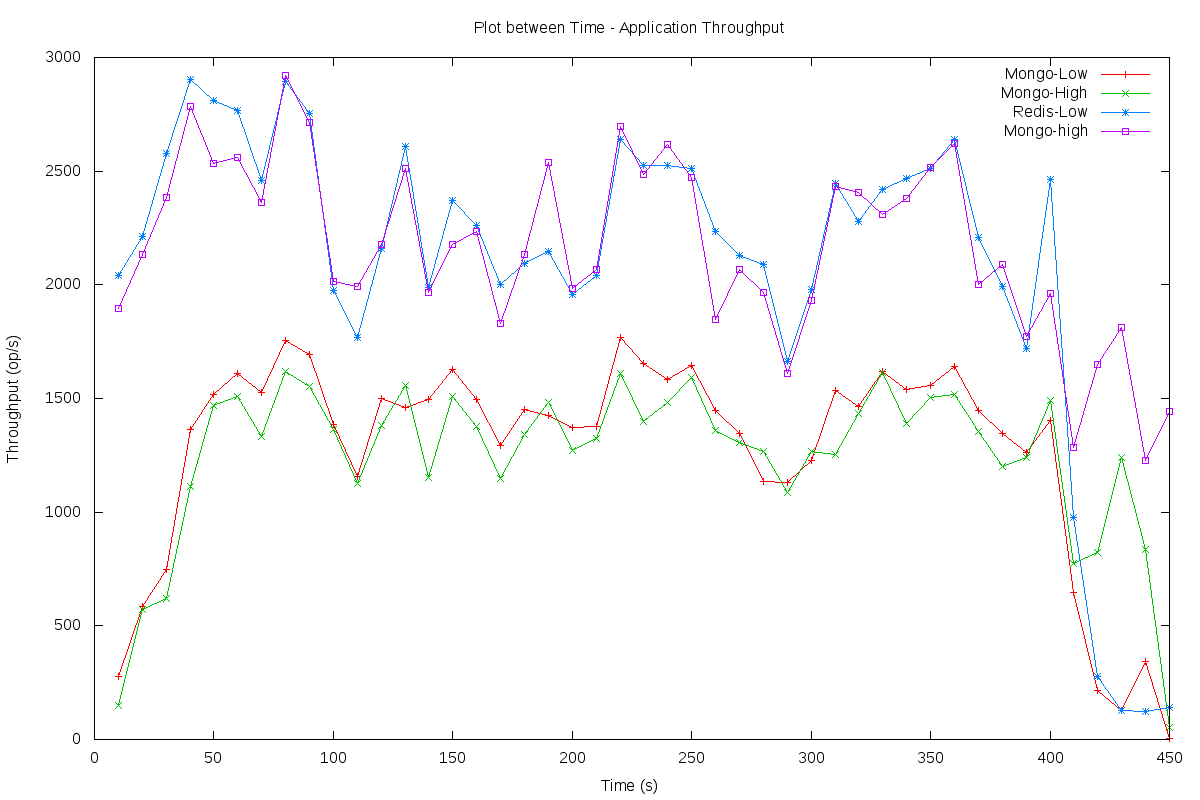 Plot between Time - Application Throughput
3000
2500
2000
1500
1000
500
0
Throughput (op/s)
Mongo-Low
Mongo-High
Redis-Low
Mongo-high
0 50 100 150 200 250 300 350 400 450
Time (s)